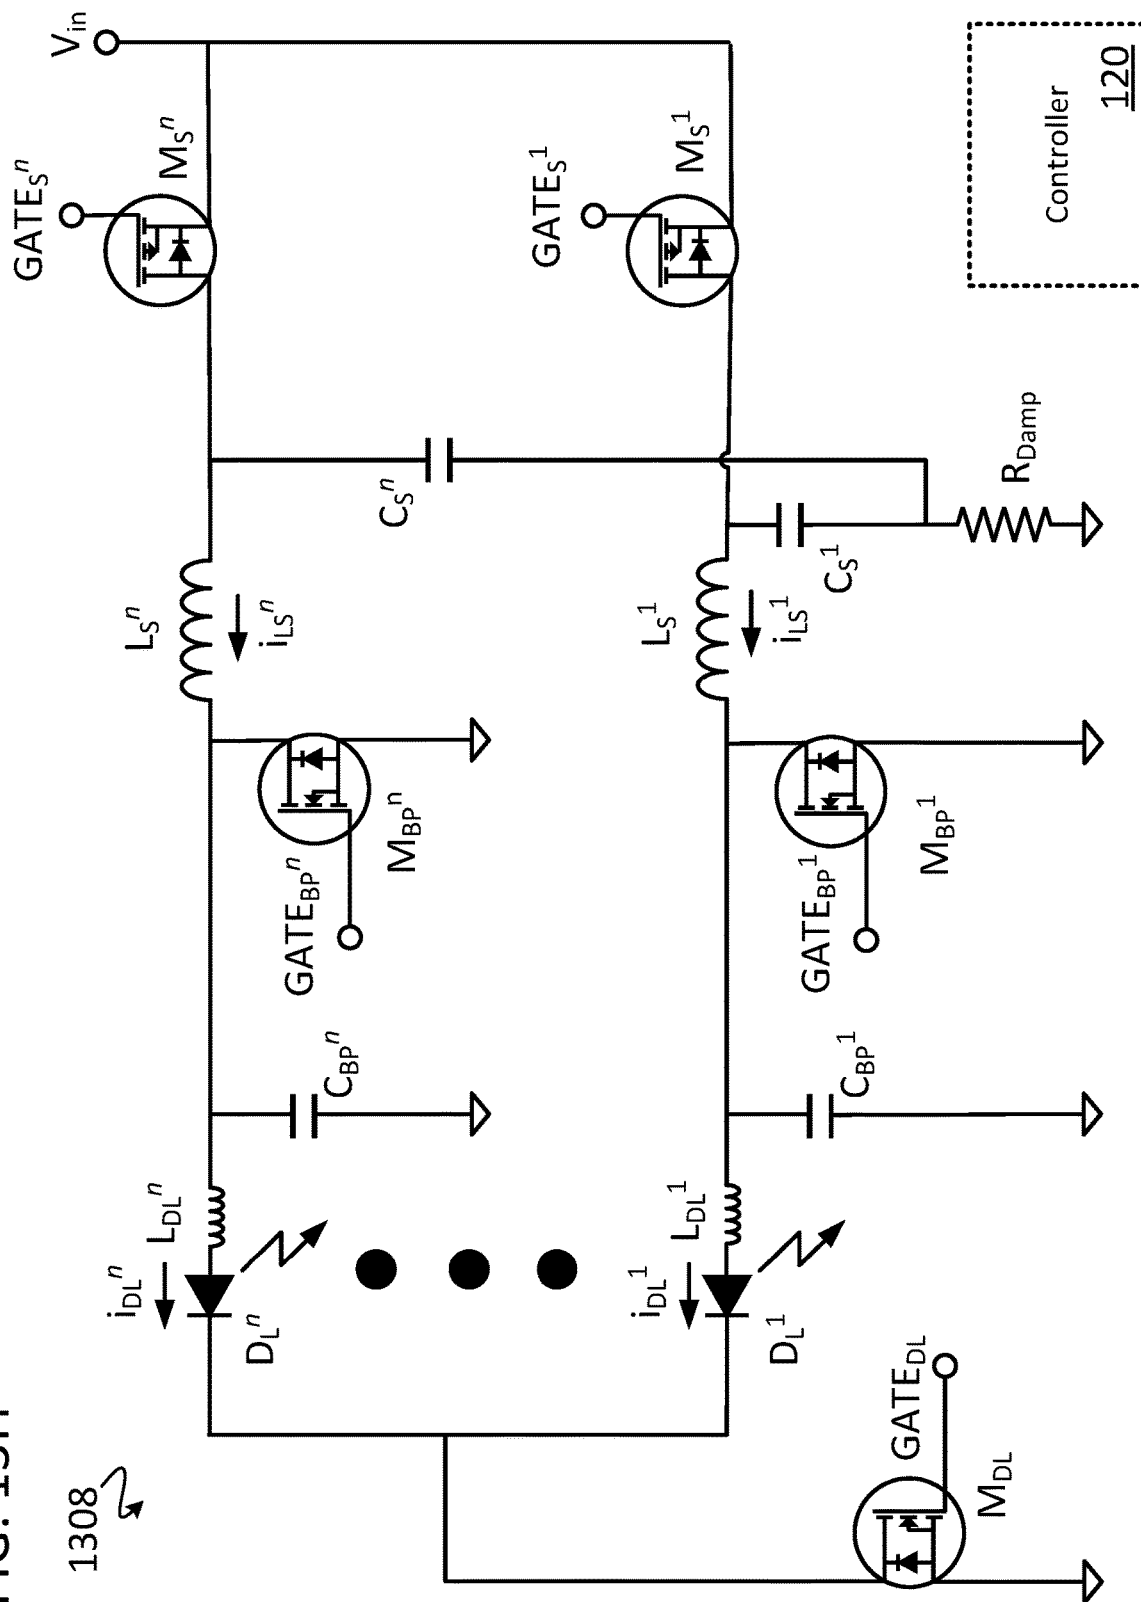 1308
V_in
GATE_S^n
M_S^n
GATE_S^1
M_S^1
C_S^n
C_S^1
R_Damp
L_S^n
i_LS^n
L_S^1
i_LS^1
GATE_BP^n
M_BP^n
GATE_BP^1
M_BP^1
C_BP^n
C_BP^1
L_DL^n
i_DL^n
D_L^n
L_DL^1
i_DL^1
D_L^1
GATE_DL
M_DL
Controller
120